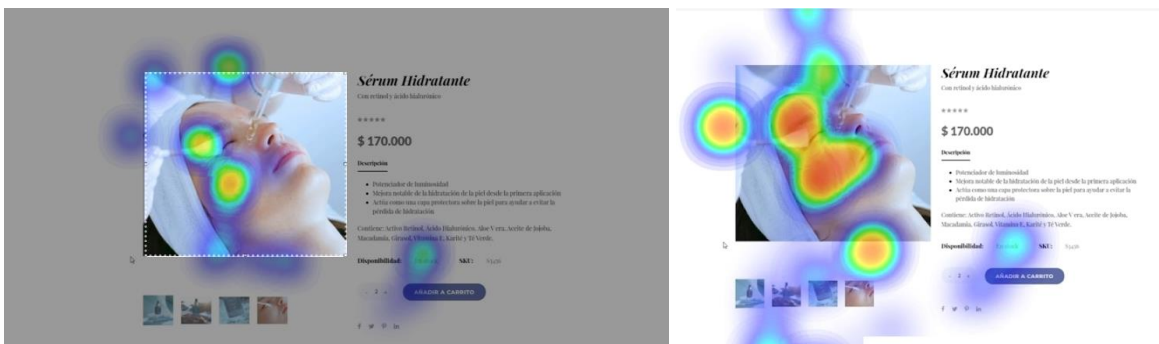 Sérum Hidratante
Con retinol y ácido hialurónico
$ 170.000
Descripción
Potenciador de luminosidad
Mejora notable de la hidratación de la piel desde la primera aplicación
Actúa como una capa protectora sobre la piel para ayudar a evitar la
pérdida de hidratación
Contiene: Activo Retinol, Ácido Hialurónico, Aloe Vera, Aceite de Jojoba,
Macadamia, Girasol, Vitamina E, Karité y Té Verde.
Disponibilidad: SKU:
- 2 +
AÑADIR A CARRITO
Sérum Hidratante
Con retinol y ácido hialurónico
$ 170.000
Descripción
Potenciador de luminosidad
Mejora notable de la hidratación de la piel desde la primera aplicación
Actúa como una capa protectora sobre la piel para ayudar a evitar la
pérdida de hidratación
Contiene: Activo Retinol, Ácido Hialurónico, Aloe Vera, Aceite de Jojoba,
Macadamia, Girasol, Vitamina E, Karité y Té Verde.
Disponibilidad: SKU:
- 2 +
AÑADIR A CARRITO